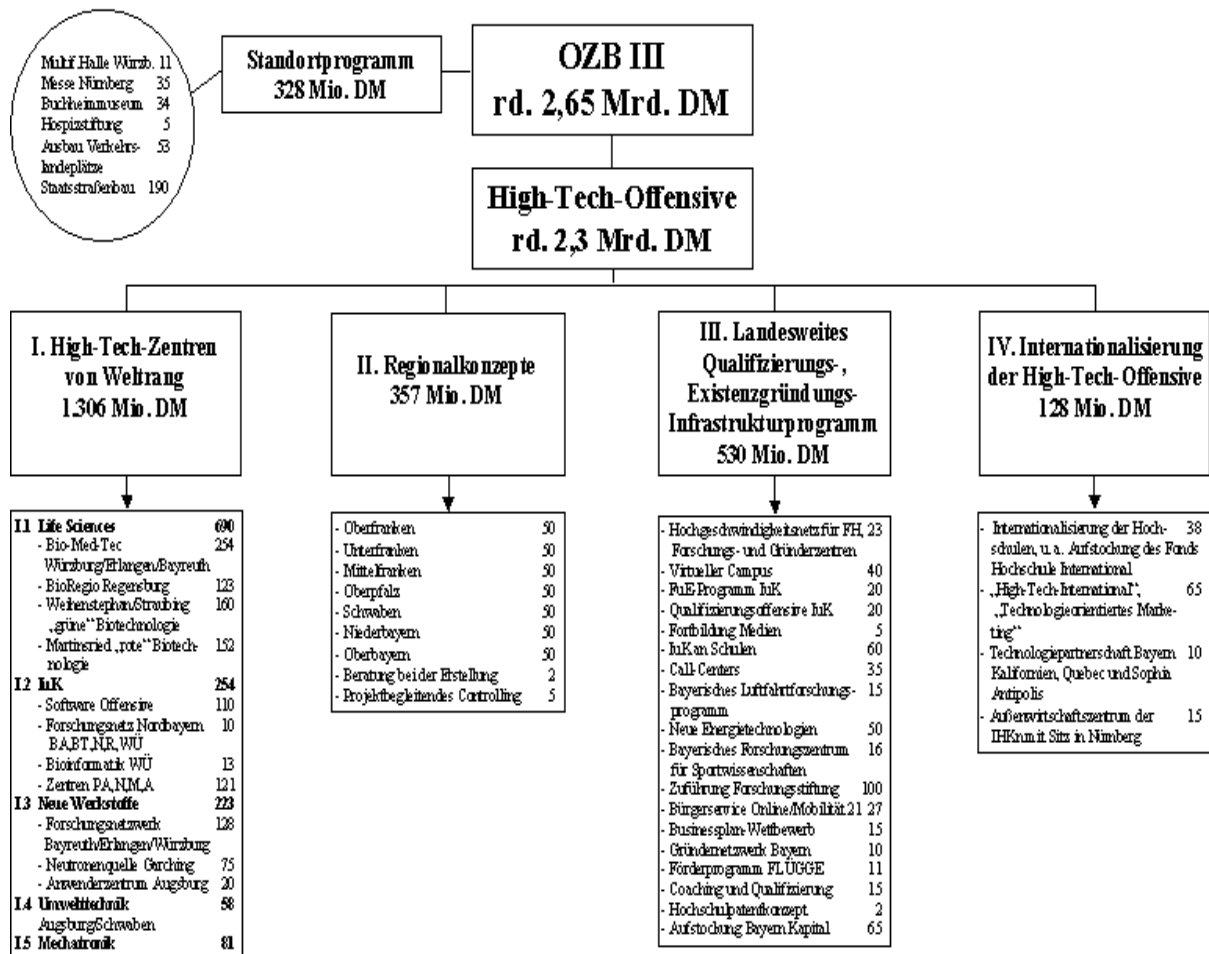 Multif.Halle Würzb. 11
Messe Nürnberg 35
Buchheimmuseum 34
Hospizstiftung 5
Ausbau Verkehrs- 53
landeplätze
Staatsstraßenbau 190
Standortprogramm
328 Mio. DM
OZB III
rd. 2,65 Mrd. DM
High-Tech-Offensive
rd. 2,3 Mrd. DM
I. High-Tech-Zentren
von Weltrang
1.306 Mio. DM
I.1 Life Sciences 690
- Bio-Med-Tec 254
Würzburg/Erlangen/Bayreuth
- BioRegio Regensburg 123
- Weihenstephan/Straubing 160
„grüne“ Biotechnologie
- Martinsried „rote“ Biotech- 152
nologie
I.2 IuK 254
- Software Offensive 110
- Forschungsnetz Nordbayern 10
BA,BT,N,R,WÜ
- Bioinformatik WÜ 13
- Zentren PA,N,M,A 121
I.3 Neue Werkstoffe 223
- Forschungsnetzwerk 128
Bayreuth/Erlangen/Würzburg
- Neutronenquelle Garching 75
- Anwenderzentrum Augsburg 20
I.4 Umwelttechnik 58
Augsburg/Schwaben
I.5 Mechatronik 81
II. Regionalkonzepte
357 Mio. DM
- Oberfranken 50
- Unterfranken 50
- Mittelfranken 50
- Oberpfalz 50
- Schwaben 50
- Niederbayern 50
- Oberbayern 50
- Beratung bei der Erstellung 2
- Projektbegleitendes Controlling 5
III. Landesweites
Qualifizierungs-,
Existenzgründungs-
Infrastrukturprogramm
530 Mio. DM
- Hochgeschwindigkeitsnetz für FH, 23
Forschungs- und Gründerzentren
- Virtueller Campus 40
- FuE-Programm IuK 20
- Qualifizierungsoffensive IuK 20
- Fortbildung Medien 5
- IuK an Schulen 60
- Call-Centers 35
- Bayerisches Luftfahrtforschungs- 15
programm
- Neue Energietechnologien 50
- Bayerisches Forschungszentrum 16
für Sportwissenschaften
- Zuführung Forschungsstiftung 100
- Bürgerservice Online/Mobilität 21 27
- Businessplan-Wettbewerb 15
- Gründernetzwerk Bayern 10
- Förderprogramm FLÜGGE 11
- Coaching und Qualifizierung 15
- Hochschulpatentkonzept 2
- Aufstockung Bayern Kapital 65
IV. Internationalisierung
der High-Tech-Offensive
128 Mio. DM
- Internationalisierung der Hoch- 38
schulen, u.a. Aufstockung des Fonds
Hochschule International
- „High-Tech-International“, 65
„Technologieorientiertes Marke-
ting“
- Technologiepartnerschaft Bayern 10
Kalifornien, Quebec und Sophia
Antipolis
- Außenwirtschaftszentrum der 15
IHKn mit Sitz in Nürnberg